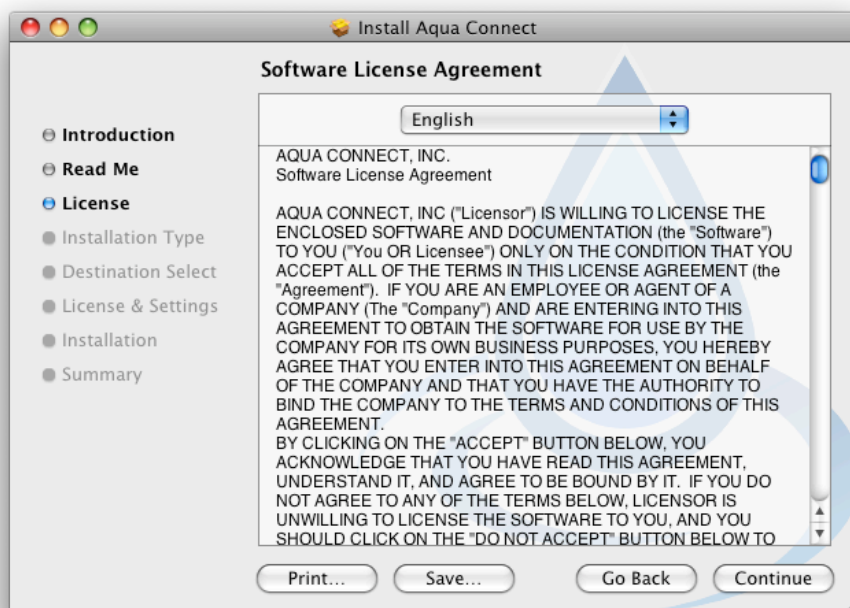 Install Aqua Connect
Software License Agreement
Introduction
Read Me
License
Installation Type
Destination Select
License & Settings
Installation
Summary
English
AQUA CONNECT, INC.
Software License Agreement
AQUA CONNECT, INC ("Licensor") IS WILLING TO LICENSE THE
ENCLOSED SOFTWARE AND DOCUMENTATION (the "Software")
TO YOU ("You OR Licensee") ONLY ON THE CONDITION THAT YOU
ACCEPT ALL OF THE TERMS IN THIS LICENSE AGREEMENT (the
"Agreement").  IF YOU ARE AN EMPLOYEE OR AGENT OF A
COMPANY (The "Company") AND ARE ENTERING INTO THIS
AGREEMENT TO OBTAIN THE SOFTWARE FOR USE BY THE
COMPANY FOR ITS OWN BUSINESS PURPOSES, YOU HEREBY
AGREE THAT YOU ENTER INTO THIS AGREEMENT ON BEHALF
OF THE COMPANY AND THAT YOU HAVE THE AUTHORITY TO
BIND THE COMPANY TO THE TERMS AND CONDITIONS OF THIS
AGREEMENT.
BY CLICKING ON THE "ACCEPT" BUTTON BELOW, YOU
ACKNOWLEDGE THAT YOU HAVE READ THIS AGREEMENT,
UNDERSTAND IT, AND AGREE TO BE BOUND BY IT.  IF YOU DO
NOT AGREE TO ANY OF THE TERMS BELOW, LICENSOR IS
UNWILLING TO LICENSE THE SOFTWARE TO YOU, AND YOU
SHOULD CLICK ON THE "DO NOT ACCEPT" BUTTON BELOW TO
Print...
Save...
Go Back
Continue